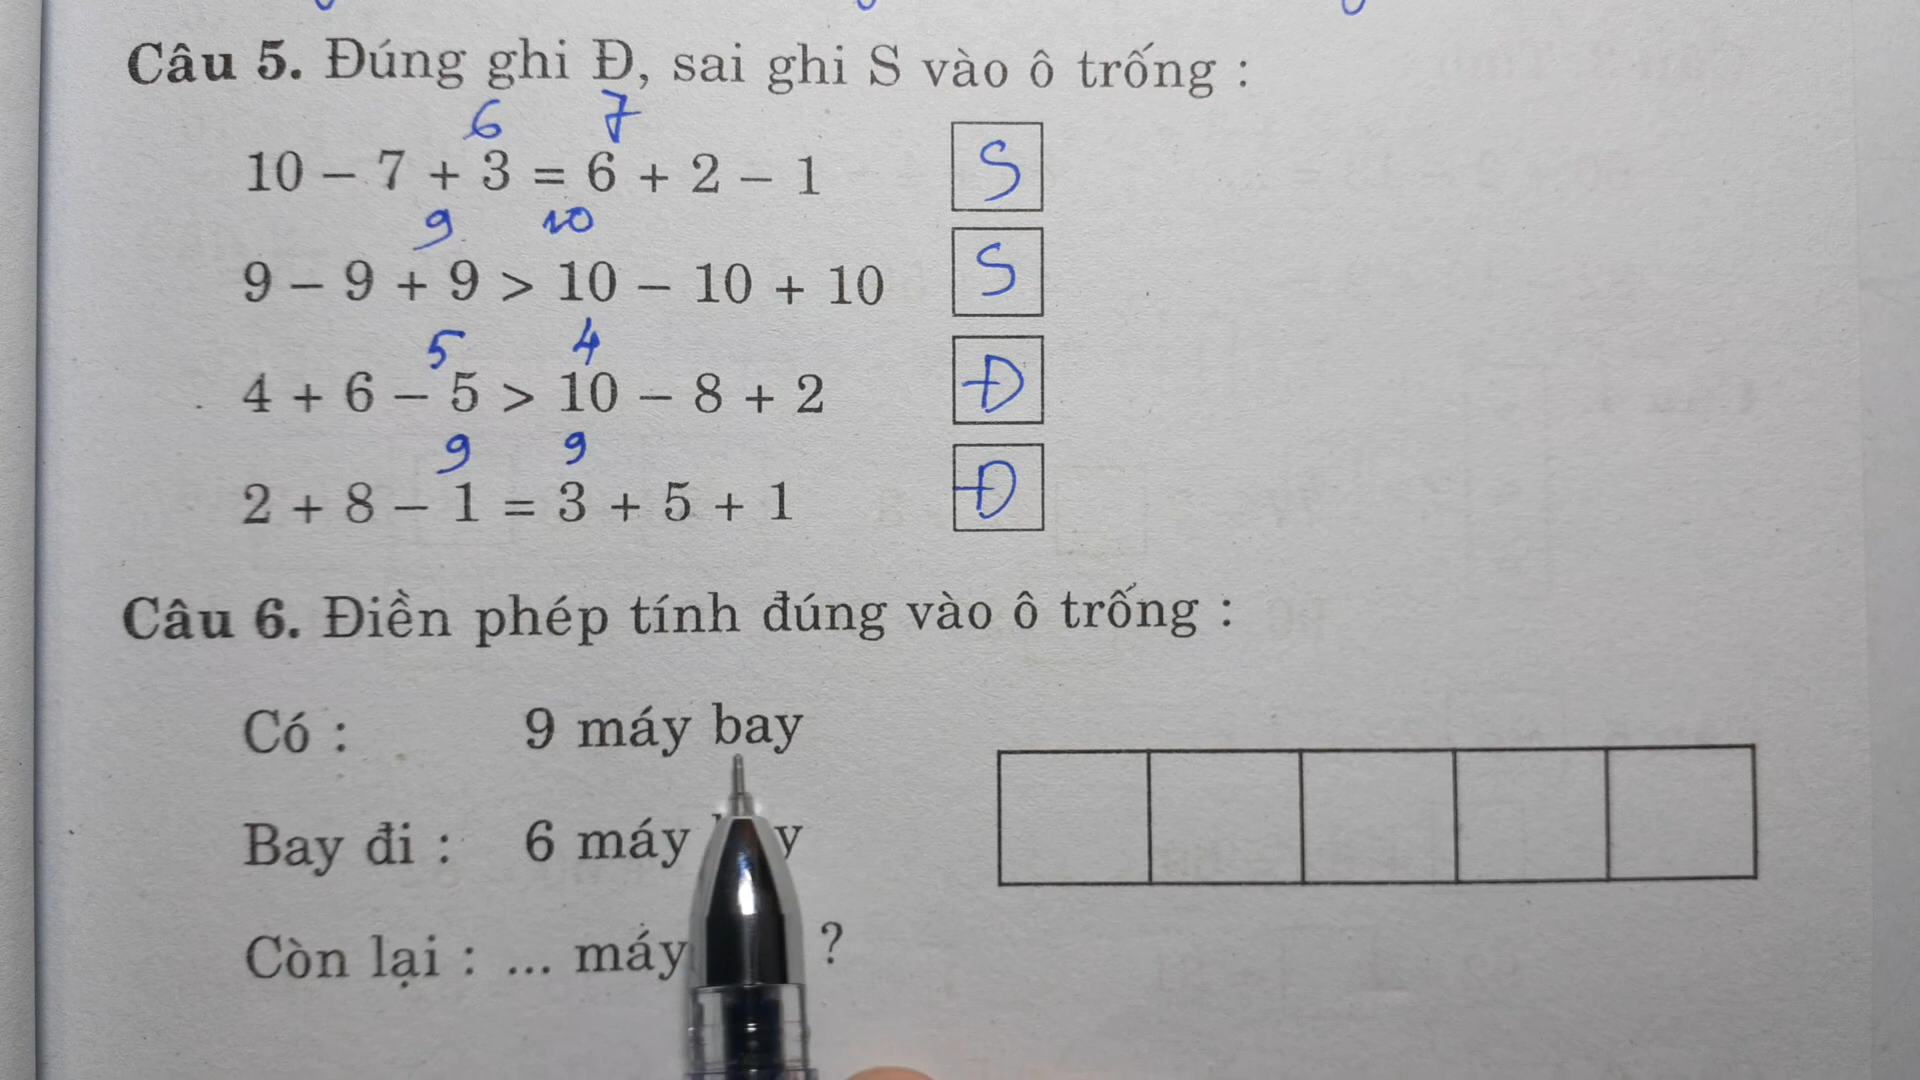 Câu 5. Đúng ghi Đ, sai ghi S vào ô trống :
6 7
10 – 7 + 3 = 6 + 2 – 1 S
9 10
9 – 9 + 9 > 10 – 10 + 10 S
5 4
4 + 6 – 5 > 10 – 8 + 2 Đ
9 9
2 + 8 – 1 = 3 + 5 + 1 Đ
Câu 6. Điền phép tính đúng vào ô trống :
Có : 9 máy bay
Bay đi : 6 máy
Còn lại : ... máy ?